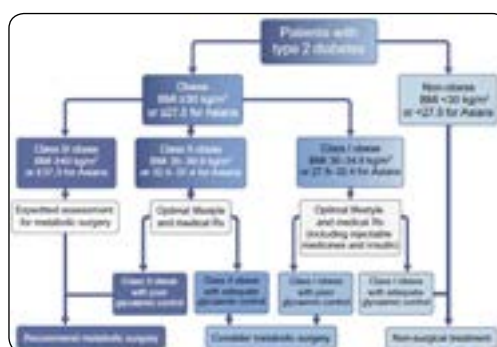 Patients with
type 2 diabetes
Obese
BMI ≥30 kg/m²
or ≥27.5 for Asians
Non-obese
BMI <30 kg/m²
or <27.5 for Asians
Class III obese
BMI ≥40 kg/m²
or ≥37.5 for Asians
Class II obese
BMI 35–39.9 kg/m²
or 32.5–37.4 for Asians
Class I obese
BMI 30–34.9 kg/m²
or 27.5–32.4 for Asians
Expedited assessment
for metabolic surgery
Optimal lifestyle
and medical Rx
Optimal lifestyle
and medical Rx
(including injectable
medicines and insulin)
Class II obese
with poor
glycaemic control
Class II obese
with adequate
glycaemic control
Class I obese
with poor
glycaemic control
Class I obese
with adequate
glycaemic control
Recommend metabolic surgery
Consider metabolic surgery
Non-surgical treatment